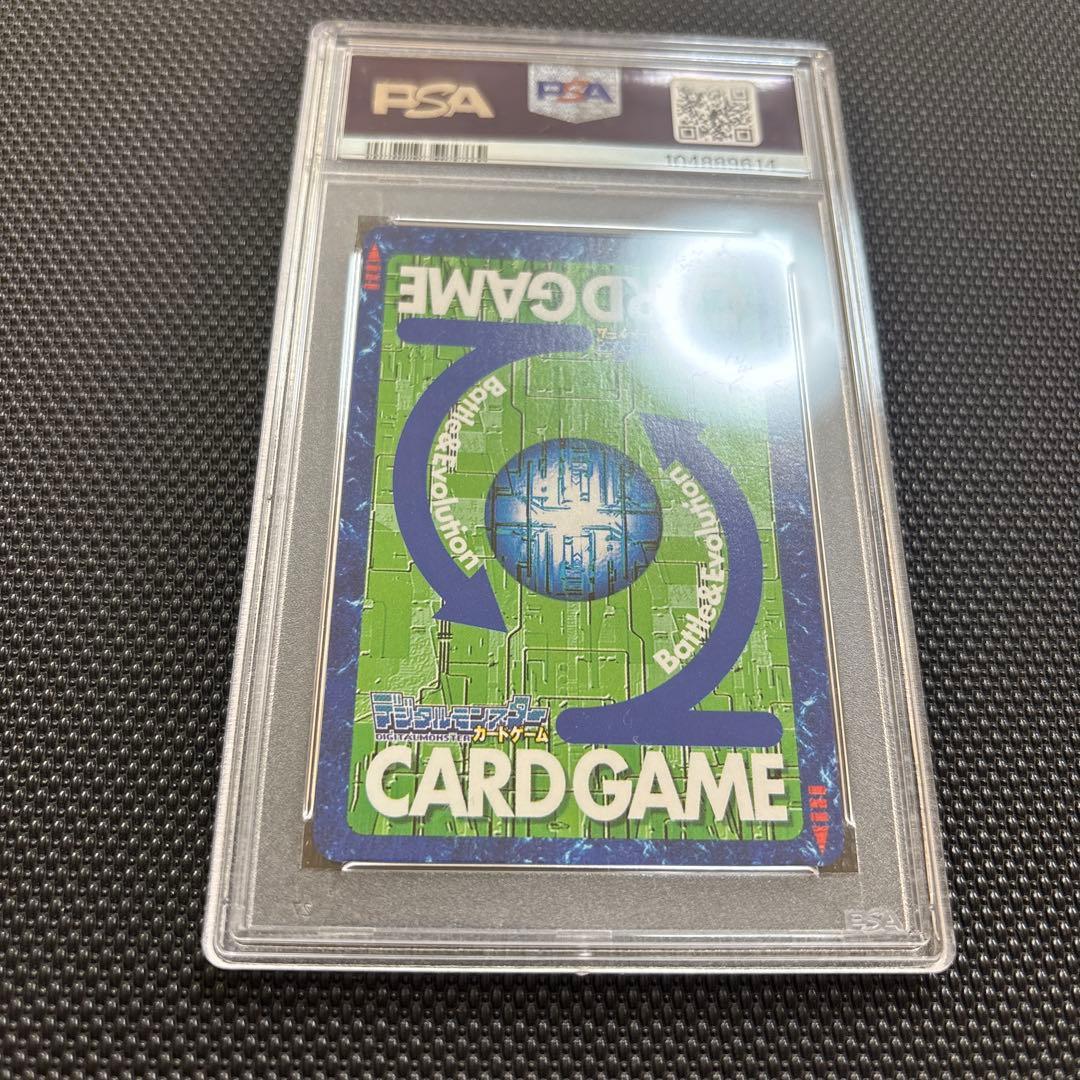 PSA
PSA
104889614
CARD GAME
Battle&Evolution
Battle&Evolution
デジタルモンスター
DIGITALMONSTER カードゲーム
CARD GAME
PSA